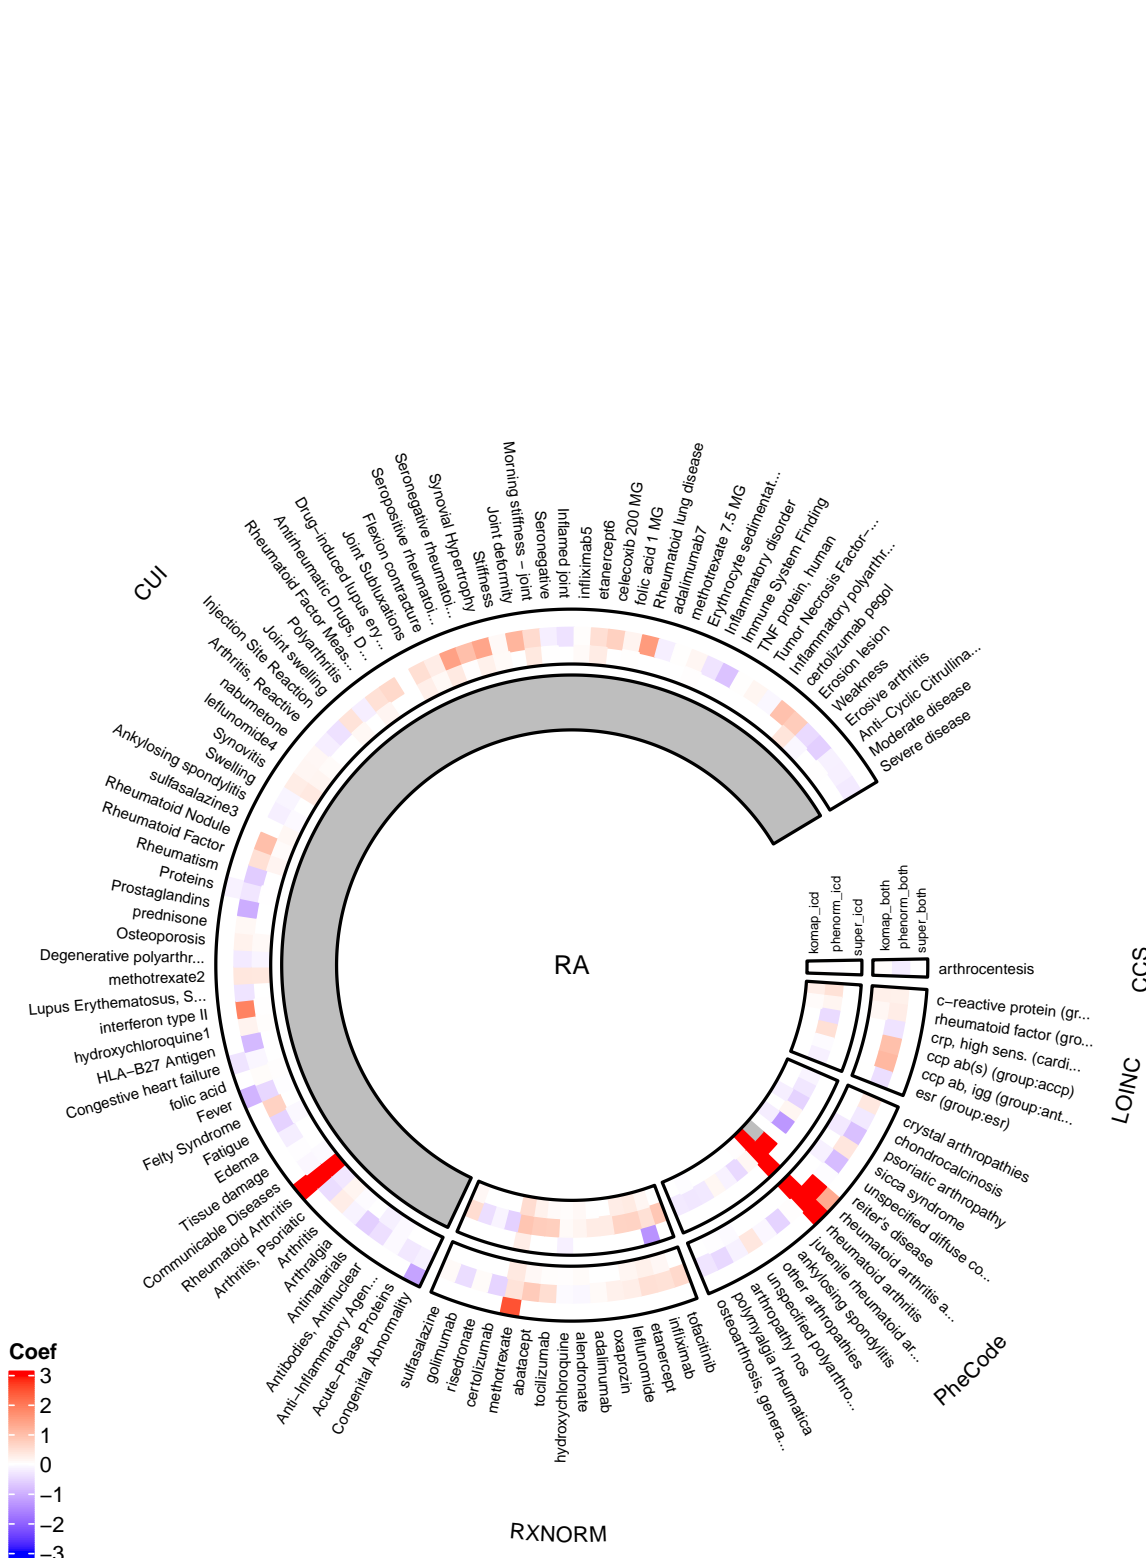 CUI
Severe disease
Moderate disease
Anti−Cyclic Citrullina...
Erosive arthritis
Weakness
Erosion lesion
certolizumab pegol
Inflammatory polyarthr...
Tumor Necrosis Factor−...
TNF protein, human
Immune System Finding
Inflammatory disorder
Erythrocyte sedimentat...
methotrexate 7.5 MG
adalimumab7
Rheumatoid lung disease
folic acid 1 MG
celecoxib 200 MG
etanercept6
infliximab5
Inflamed joint
Seronegative
Morning stiffness − joint
Joint deformity
Stiffness
Synovial Hypertrophy
Seronegative rheumatoi...
Seropositive rheumatoi...
Flexion contracture
Joint Subluxations
Drug−induced lupus ery...
Antirheumatic Drugs, D...
Rheumatoid Factor Meas...
Polyarthritis
Joint swelling
Injection Site Reaction
Arthritis, Reactive
nabumetone
leflunomide4
Synovitis
Swelling
Ankylosing spondylitis
sulfasalazine3
Rheumatoid Nodule
Rheumatoid Factor
Rheumatism
Proteins
Prostaglandins
prednisone
Osteoporosis
Degenerative polyarthr...
methotrexate2
Lupus Erythematosus, S...
interferon type II
hydroxychloroquine1
HLA−B27 Antigen
Congestive heart failure
folic acid
Fever
Felty Syndrome
Fatigue
Edema
Tissue damage
Communicable Diseases
Rheumatoid Arthritis
Arthritis, Psoriatic
Arthritis
Arthralgia
Antimalarials
Antibodies, Antinuclear
Anti−Inflammatory Agen...
Acute−Phase Proteins
Congenital Abnormality
RXNORM
sulfasalazine
golimumab
risedronate
certolizumab
methotrexate
abatacept
tocilizumab
hydroxychloroquine
alendronate
adalimumab
oxaprozin
leflunomide
etanercept
infliximab
tofacitinib
PheCode
osteoarthrosis, genera...
polymyalgia rheumatica
arthropathy nos
unspecified polyarthro...
other arthropathies
ankylosing spondylitis
juvenile rheumatoid ar...
rheumatoid arthritis
rheumatoid arthritis a...
reiter's disease
unspecified diffuse co...
sicca syndrome
psoriatic arthropathy
chondrocalcinosis
crystal arthropathies
LOINC
esr (group:esr)
ccp ab, igg (group:ant...
ccp ab(s) (group:accp)
crp, high sens. (cardi...
rheumatoid factor (gro...
c−reactive protein (gr...
CCS
arthrocentesis
komap_icd
phenorm_icd
super_icd
komap_both
phenorm_both
super_both
RA
Coef
3
2
1
0
−1
−2
−3